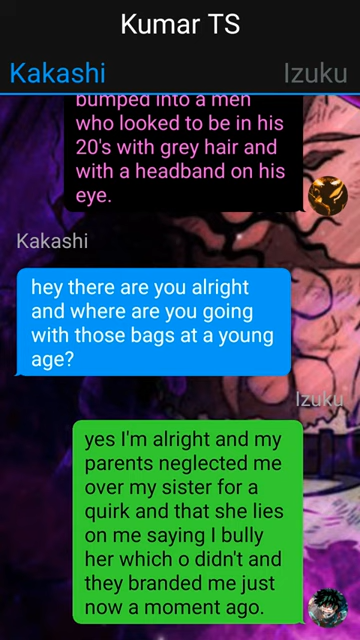 Kumar TS
Kakashi
Izuku
bumped into a men
who looked to be in his
20's with grey hair and
with a headband on his
eye.
Kakashi
hey there are you alright
and where are you going
with those bags at a young
age?
Izuku
yes I'm alright and my
parents neglected me
over my sister for a
quirk and that she lies
on me saying I bully
her which o didn't and
they branded me just
now a moment ago.